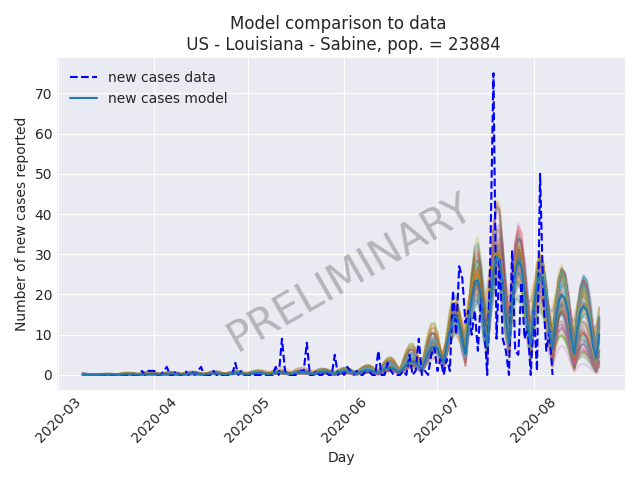 Model comparison to data
US - Louisiana - Sabine, pop. = 23884
new cases data
new cases model
PRELIMINARY
Number of new cases reported
70
60
50
40
30
20
10
0
2020-03
2020-04
2020-05
2020-06
2020-07
2020-08
Day